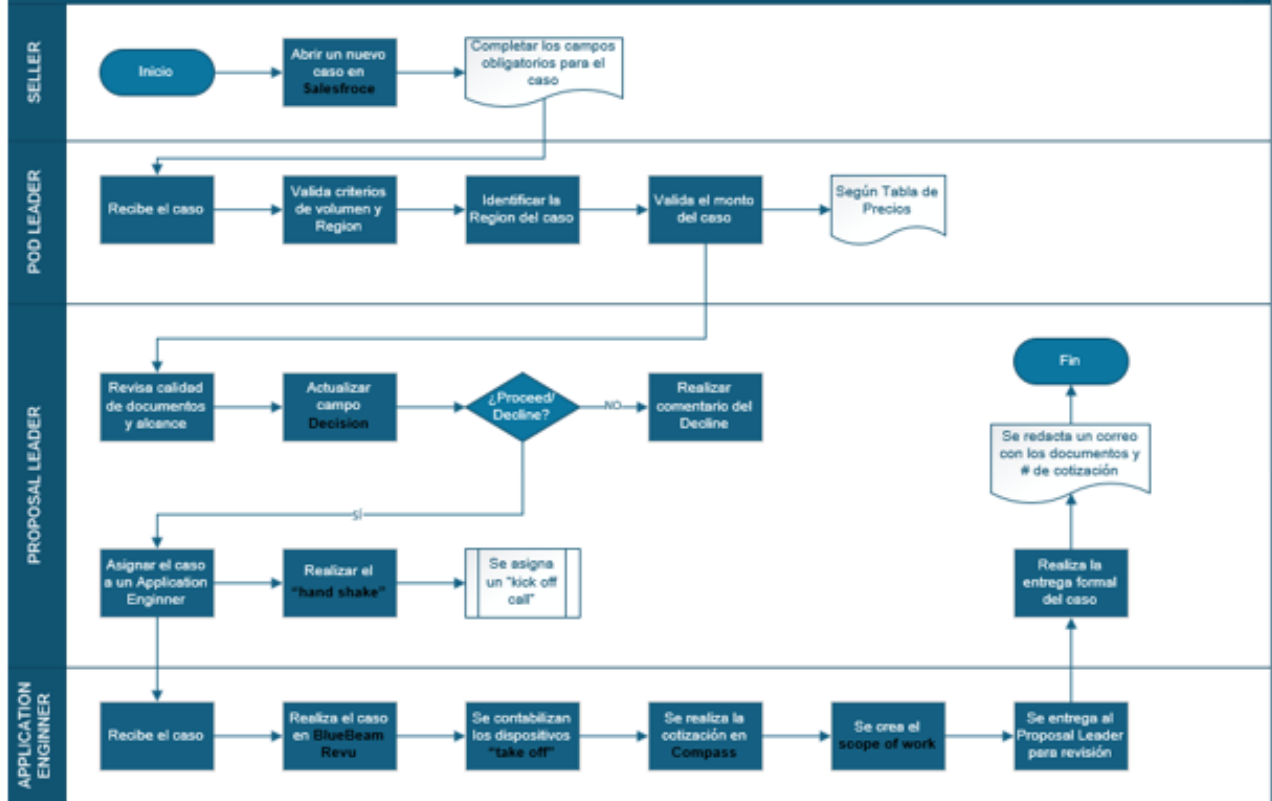 SELLER
Inicio
Abrir un nuevo
caso en
Salesfroce
Completar los campos
obligatorios para el
caso
POD LEADER
Recibe el caso
Valida criterios
de volumen y
Region
Identificar la
Region del caso
Valida el monto
del caso
Según Tabla de
Precios
PROPOSAL LEADER
Revisa calidad
de documentos
y alcance
Actualizar
campo
Decision
¿Proceed/
Decline?
NO
Realizar
comentario del
Decline
Fin
Se redacta un correo
con los documentos y
# de cotización
SÍ
Asignar el caso
a un Application
Enginner
Realizar el
"hand shake"
Se asigna
un "kick off
call"
Realiza la
entrega formal
del caso
APPLICATION
ENGINNER
Recibe el caso
Realiza el caso
en BlueBeam
Revu
Se contabilizan
los dispositivos
"take off"
Se realiza la
cotización en
Compass
Se crea el
scope of work
Se entrega al
Proposal Leader
para revisión